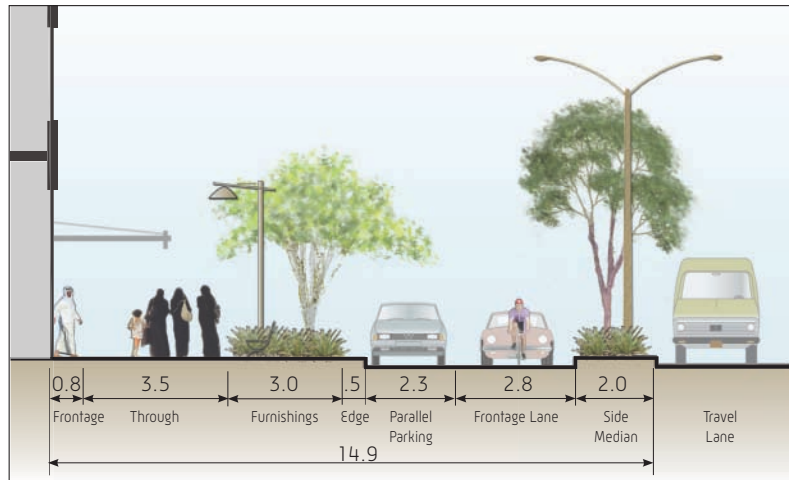 0.8 3.5 3.0 .5 2.3 2.8 2.0
Frontage Through Furnishings Edge Parallel Parking Frontage Lane Side Median Travel Lane
14.9